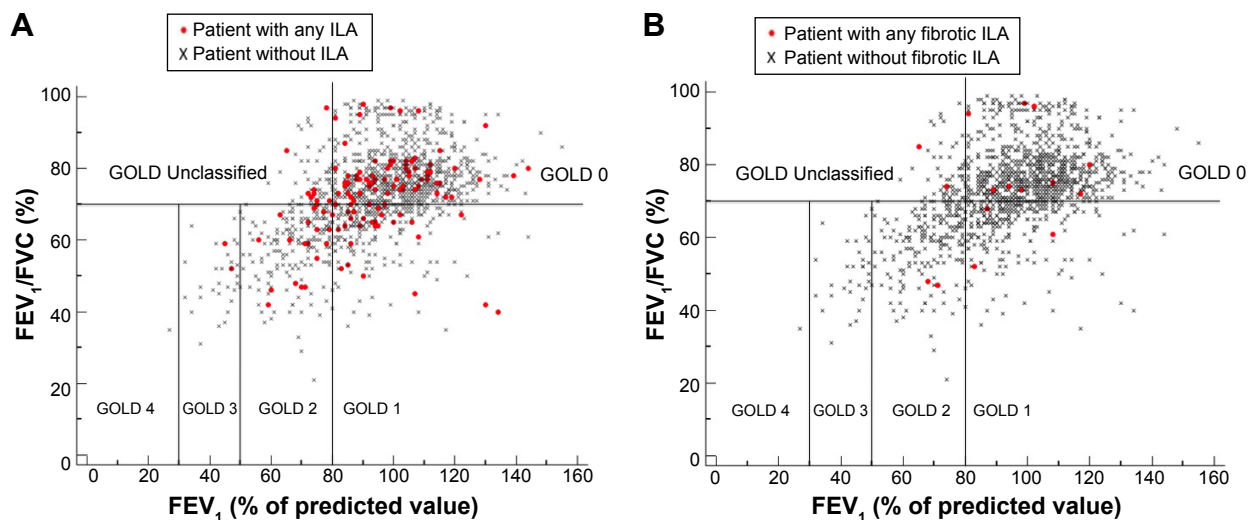 A
Patient with any ILA
Patient without ILA
FEV1/FVC (%)
100
80
60
40
20
0
GOLD Unclassified
GOLD 0
GOLD 4
GOLD 3
GOLD 2
GOLD 1
0 20 40 60 80 100 120 140 160
FEV1 (% of predicted value)
B
Patient with any fibrotic ILA
Patient without fibrotic ILA
FEV1/FVC (%)
100
80
60
40
20
0
GOLD Unclassified
GOLD 0
GOLD 4
GOLD 3
GOLD 2
GOLD 1
0 20 40 60 80 100 120 140 160
FEV1 (% of predicted value)